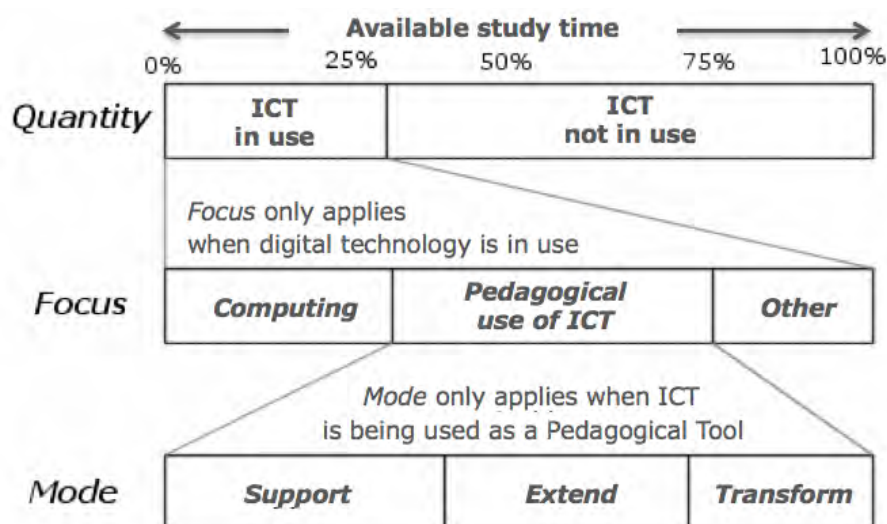 Available study time
0% 25% 50% 75% 100%
Quantity
ICT
in use
ICT
not in use
Focus only applies
when digital technology is in use
Focus
Computing
Pedagogical
use of ICT
Other
Mode only applies when ICT
is being used as a Pedagogical Tool
Mode
Support
Extend
Transform